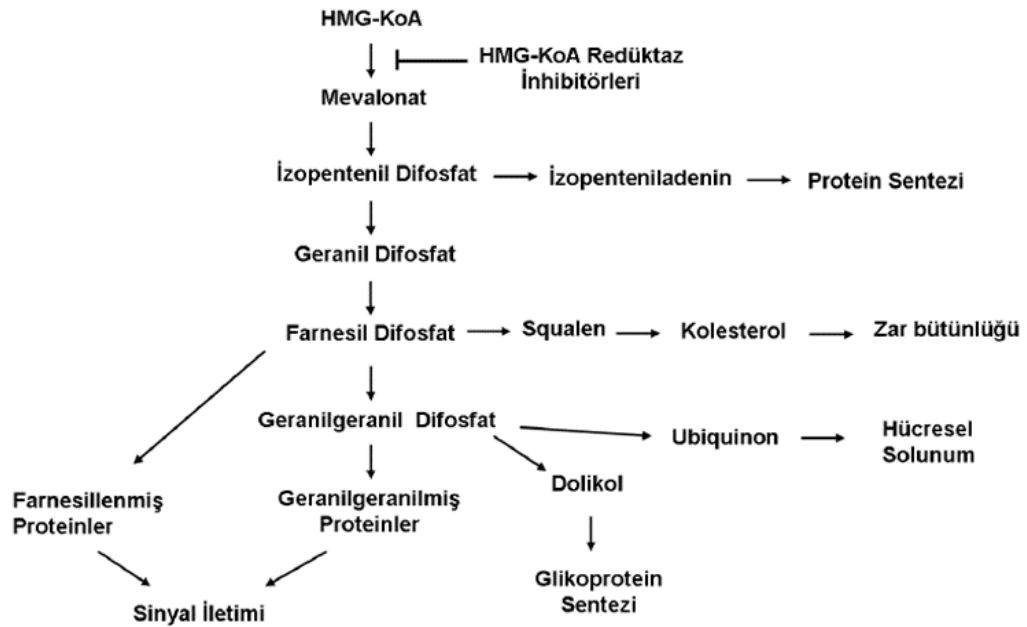 HMG-KoA
HMG-KoA Redüktaz
İnhibitörleri
Mevalonat
İzopentenil Difosfat
İzopenteniladenin
Protein Sentezi
Geranil Difosfat
Farnesil Difosfat
Squalen
Kolesterol
Zar bütünlüğü
Geranilgeranil Difosfat
Ubiquinon
Hücresel
Solunum
Dolikol
Farnesillenmiş
Proteinler
Geranilgeranilmiş
Proteinler
Glikoprotein
Sentezi
Sinyal İletimi